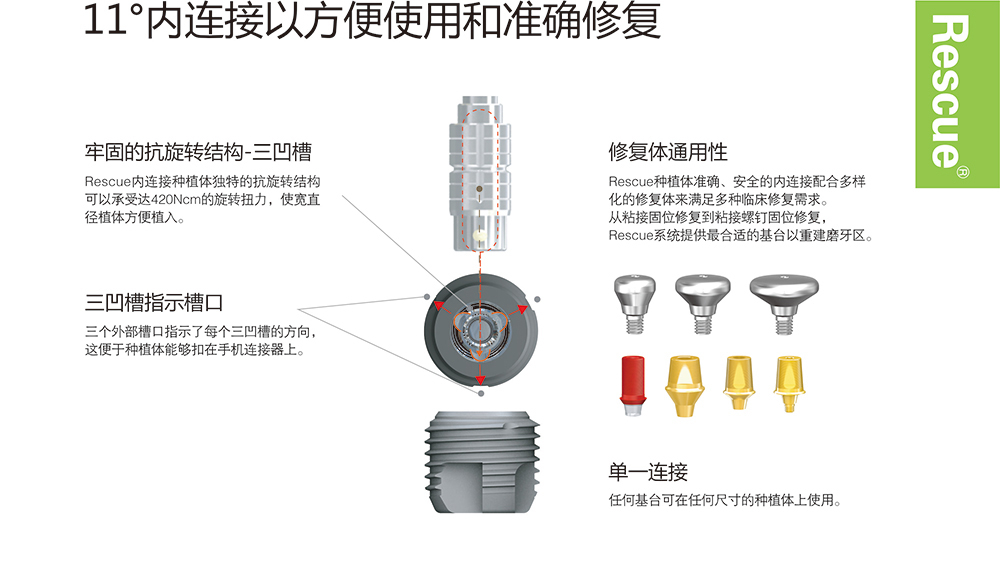 11°内连接以方便使用和准确修复
Rescue®
牢固的抗旋转结构-三凹槽
Rescue内连接种植体独特的抗旋转结构
可以承受达420Ncm的旋转扭力，使宽直
径植体方便植入。
三凹槽指示槽口
三个外部槽口指示了每个三凹槽的方向，
这便于种植体能够扣在手机连接器上。
修复体通用性
Rescue种植体准确、安全的内连接配合多样
化的修复体来满足多种临床修复需求。
从粘接固位修复到粘接螺钉固位修复，
Rescue系统提供最合适的基台以重建磨牙区。
单一连接
任何基台可在任何尺寸的种植体上使用。